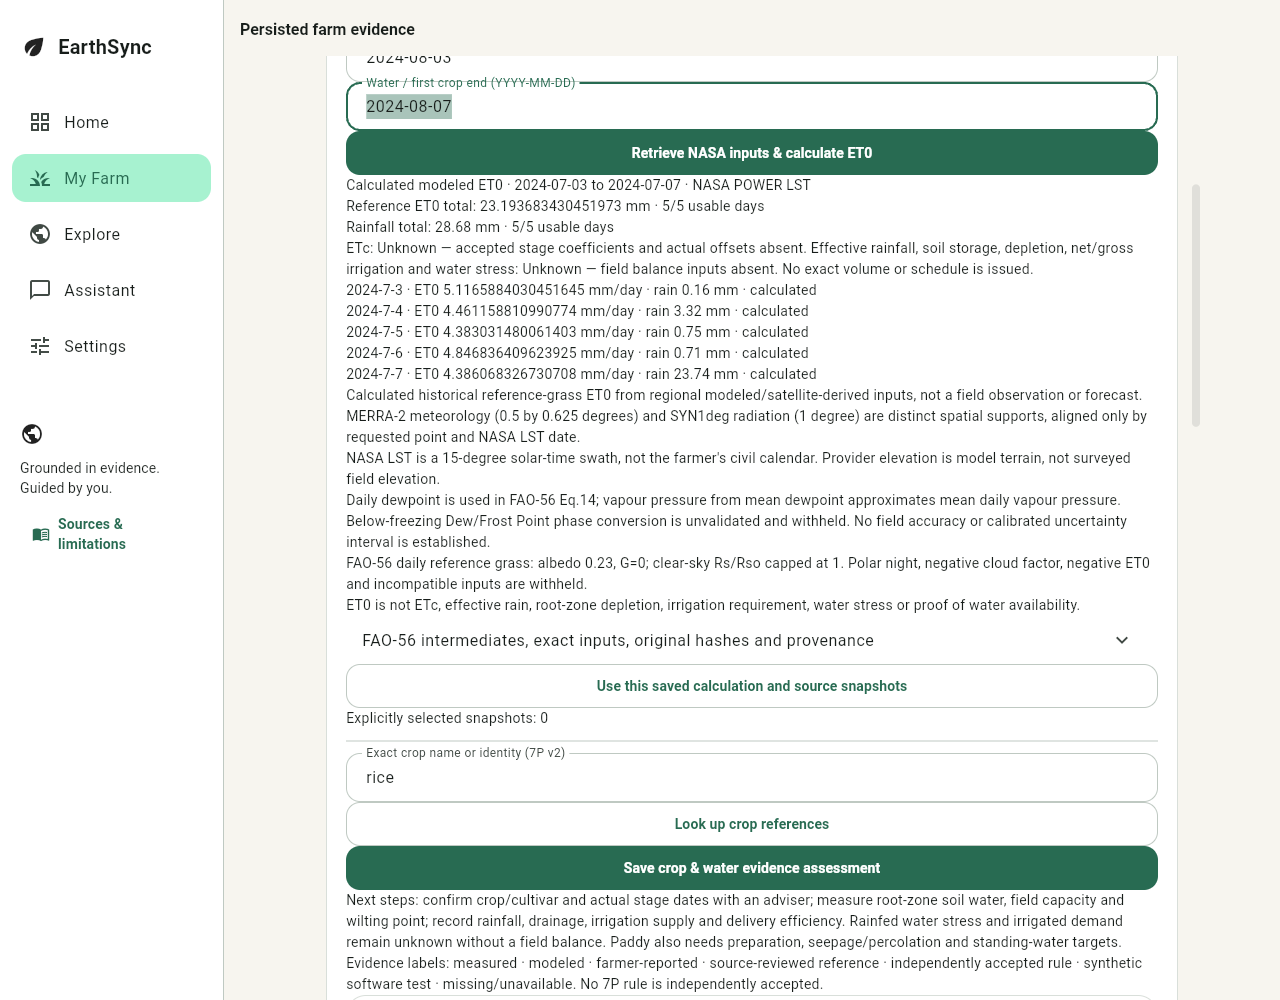 EarthSync
Home
My Farm
Explore
Assistant
Settings
Grounded in evidence.
Guided by you.
Sources &
limitations
Persisted farm evidence
2024-08-03
Water / first crop end (YYYY-MM-DD)
2024-08-07
Retrieve NASA inputs & calculate ET0
Calculated modeled ET0 · 2024-07-03 to 2024-07-07 · NASA POWER LST
Reference ET0 total: 23.193683430451973 mm · 5/5 usable days
Rainfall total: 28.68 mm · 5/5 usable days
ETc: Unknown — accepted stage coefficients and actual offsets absent. Effective rainfall, soil storage, depletion, net/gross
irrigation and water stress: Unknown — field balance inputs absent. No exact volume or schedule is issued.
2024-7-3 · ET0 5.1165884030451645 mm/day · rain 0.16 mm · calculated
2024-7-4 · ET0 4.461158810990774 mm/day · rain 3.32 mm · calculated
2024-7-5 · ET0 4.383031480061403 mm/day · rain 0.75 mm · calculated
2024-7-6 · ET0 4.846836409623925 mm/day · rain 0.71 mm · calculated
2024-7-7 · ET0 4.386068326730708 mm/day · rain 23.74 mm · calculated
Calculated historical reference-grass ET0 from regional modeled/satellite-derived inputs, not a field observation or forecast.
MERRA-2 meteorology (0.5 by 0.625 degrees) and SYN1deg radiation (1 degree) are distinct spatial supports, aligned only by
requested point and NASA LST date.
NASA LST is a 15-degree solar-time swath, not the farmer's civil calendar. Provider elevation is model terrain, not surveyed
field elevation.
Daily dewpoint is used in FAO-56 Eq.14; vapour pressure from mean dewpoint approximates mean daily vapour pressure.
Below-freezing Dew/Frost Point phase conversion is unvalidated and withheld. No field accuracy or calibrated uncertainty
interval is established.
FAO-56 daily reference grass: albedo 0.23, G=0; clear-sky Rs/Rso capped at 1. Polar night, negative cloud factor, negative ET0
and incompatible inputs are withheld.
ET0 is not ETc, effective rain, root-zone depletion, irrigation requirement, water stress or proof of water availability.
FAO-56 intermediates, exact inputs, original hashes and provenance
Use this saved calculation and source snapshots
Explicitly selected snapshots: 0
Exact crop name or identity (7P v2)
rice
Look up crop references
Save crop & water evidence assessment
Next steps: confirm crop/cultivar and actual stage dates with an adviser; measure root-zone soil water, field capacity and
wilting point; record rainfall, drainage, irrigation supply and delivery efficiency. Rainfed water stress and irrigated demand
remain unknown without a field balance. Paddy also needs preparation, seepage/percolation and standing-water targets.
Evidence labels: measured · modeled · farmer-reported · source-reviewed reference · independently accepted rule · synthetic
software test · missing/unavailable. No 7P rule is independently accepted.